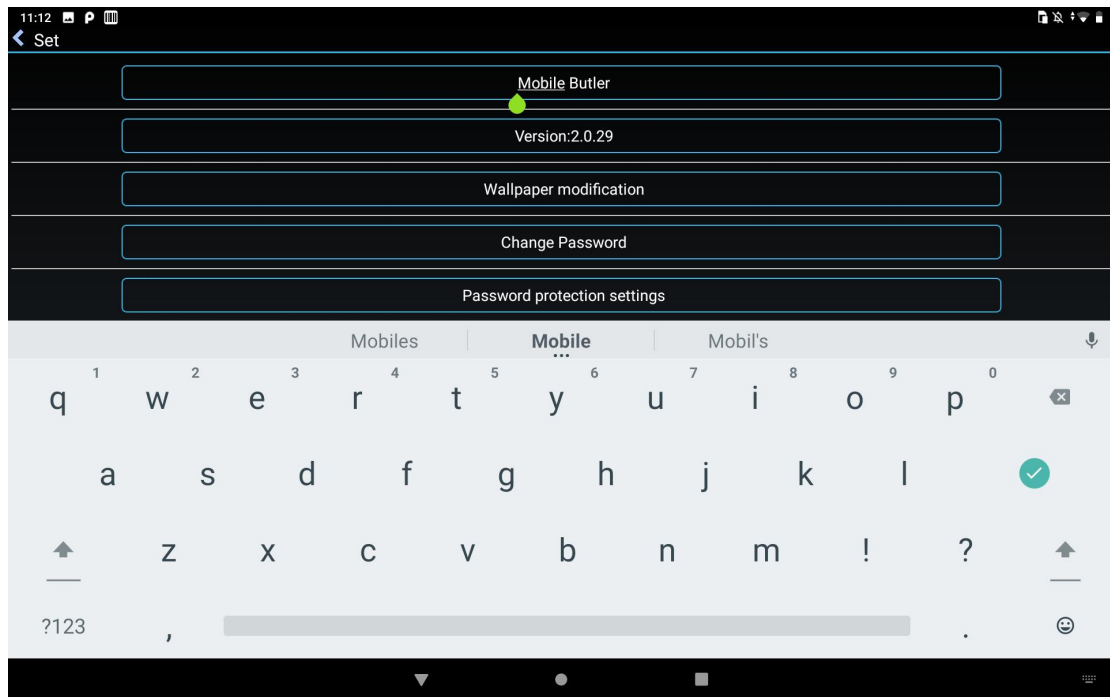 11:12
Set
Mobile Butler
Version:2.0.29
Wallpaper modification
Change Password
Password protection settings
Mobiles Mobile Mobil's
1 2 3 4 5 6 7 8 9 0
q w e r t y u i o p
a s d f g h j k l
z x c v b n m ! ?
?123 , .